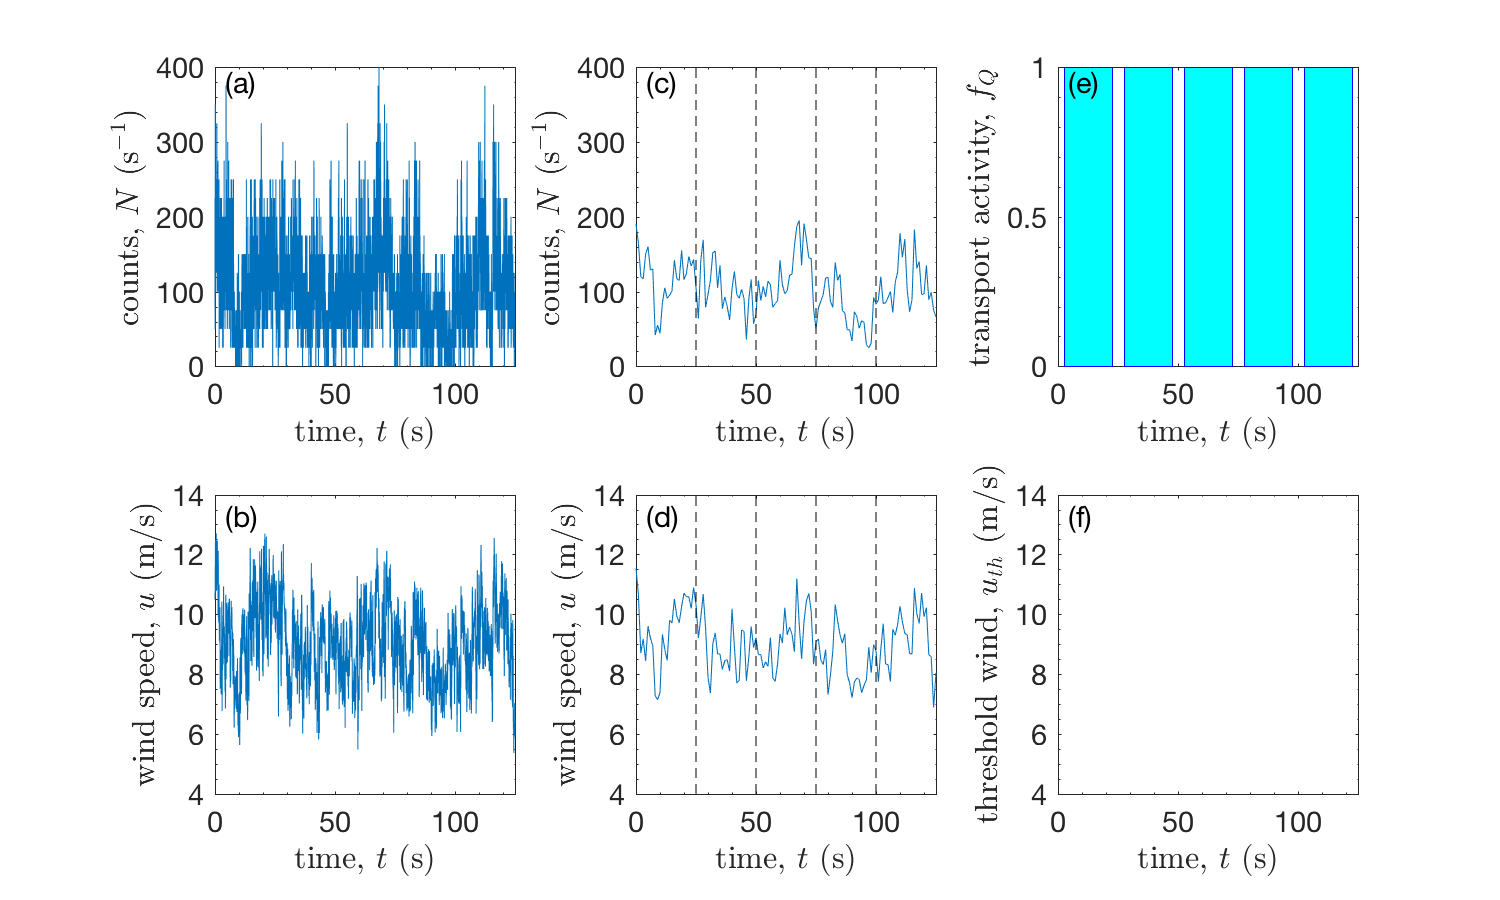 (a)
counts, N (s⁻¹)
400
300
200
100
0
0 50 100
time, t (s)
(c)
counts, N (s⁻¹)
400
300
200
100
0
0 50 100
time, t (s)
(e)
transport activity, f_Q
1
0.5
0
0 50 100
time, t (s)
(b)
wind speed, u (m/s)
14
12
10
8
6
4
0 50 100
time, t (s)
(d)
wind speed, u (m/s)
14
12
10
8
6
4
0 50 100
time, t (s)
(f)
threshold wind, u_th (m/s)
14
12
10
8
6
4
0 50 100
time, t (s)